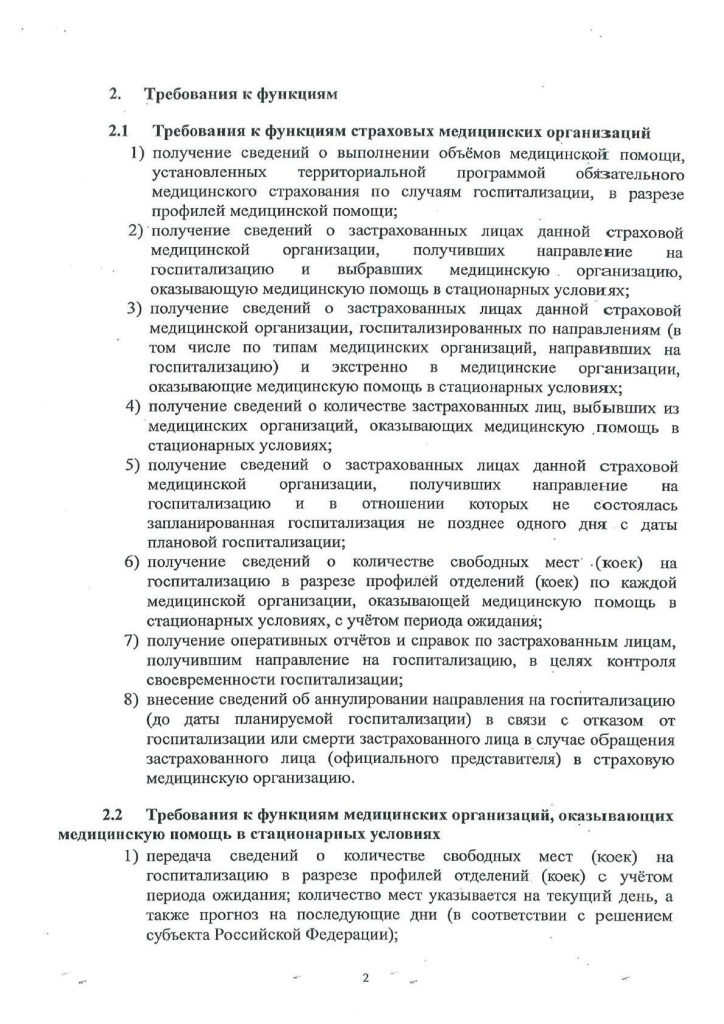 2. Требования к функциям
2.1 Требования к функциям страховых медицинских организаций
1) получение сведений о выполнении объёмов медицинской помощи,
установленных территориальной программой обязательного
медицинского страхования по случаям госпитализации, в разрезе
профилей медицинской помощи;
2) получение сведений о застрахованных лицах данной страховой
медицинской организации, получивших направление на
госпитализацию и выбравших медицинскую организацию,
оказывающую медицинскую помощь в стационарных условиях;
3) получение сведений о застрахованных лицах данной страховой
медицинской организации, госпитализированных по направлениям (в
том числе по типам медицинских организаций, направивших на
госпитализацию) и экстренно в медицинские организации,
оказывающие медицинскую помощь в стационарных условиях;
4) получение сведений о количестве застрахованных лиц, выбывших из
медицинских организаций, оказывающих медицинскую помощь в
стационарных условиях;
5) получение сведений о застрахованных лицах данной страховой
медицинской организации, получивших направление на
госпитализацию и в отношении которых не состоялась
запланированная госпитализация не позднее одного дня с даты
плановой госпитализации;
6) получение сведений о количестве свободных мест (коек) на
госпитализацию в разрезе профилей отделений (коек) по каждой
медицинской организации, оказывающей медицинскую помощь в
стационарных условиях, с учётом периода ожидания;
7) получение оперативных отчётов и справок по застрахованным лицам,
получившим направление на госпитализацию, в целях контроля
своевременности госпитализации;
8) внесение сведений об аннулировании направления на госпитализацию
(до даты планируемой госпитализации) в связи с отказом от
госпитализации или смерти застрахованного лица в случае обращения
застрахованного лица (официального представителя) в страховую
медицинскую организацию.
2.2 Требования к функциям медицинских организаций, оказывающих
медицинскую помощь в стационарных условиях
1) передача сведений о количестве свободных мест (коек) на
госпитализацию в разрезе профилей отделений (коек) с учётом
периода ожидания; количество мест указывается на текущий день, а
также прогноз на последующие дни (в соответствии с решением
субъекта Российской Федерации);
2